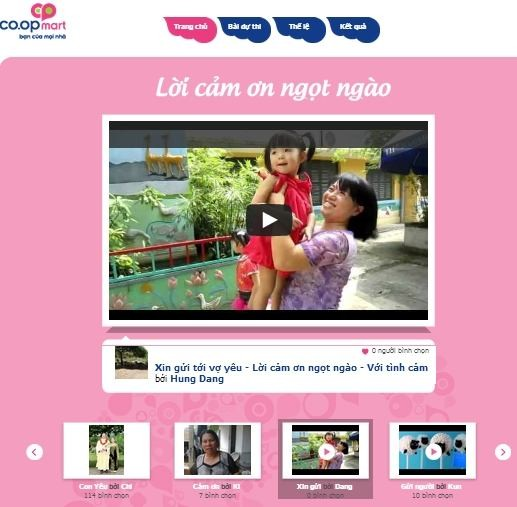 co.opmart
bạn của mọi nhà
Trang chủ
Bài dự thi
Thể lệ
Kết quả
Lời cảm ơn ngọt ngào
0 người bình chọn
Xin gửi tới vợ yêu - Lời cảm ơn ngọt ngào - Với tình cảm
bởi Hung Dang
Con Yêu bởi Chi
114 bình chọn
Cảm ơn bởi Ki
7 bình chọn
Xin gửi bởi Dang
0 bình chọn
Gửi người bởi Kun
10 bình chọn